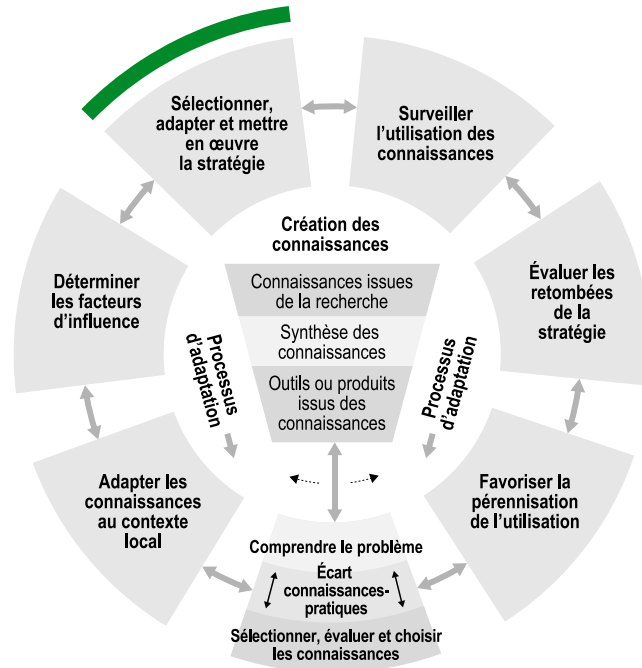 Sélectionner,
adapter et mettre
en œuvre
la stratégie
Surveiller
l’utilisation des
connaissances
Création des
connaissances
Déterminer
les facteurs
d’influence
Connaissances issues
de la recherche
Synthèse des
connaissances
Outils ou produits
issus des
connaissances
Évaluer les
retombées
de la
stratégie
Processus
d’adaptation
Processus
d’adaptation
Adapter les
connaissances
au contexte
local
Favoriser la
pérennisation
de l’utilisation
Comprendre le problème
Écart
connaissances-
pratiques
Sélectionner, évaluer et choisir
les connaissances